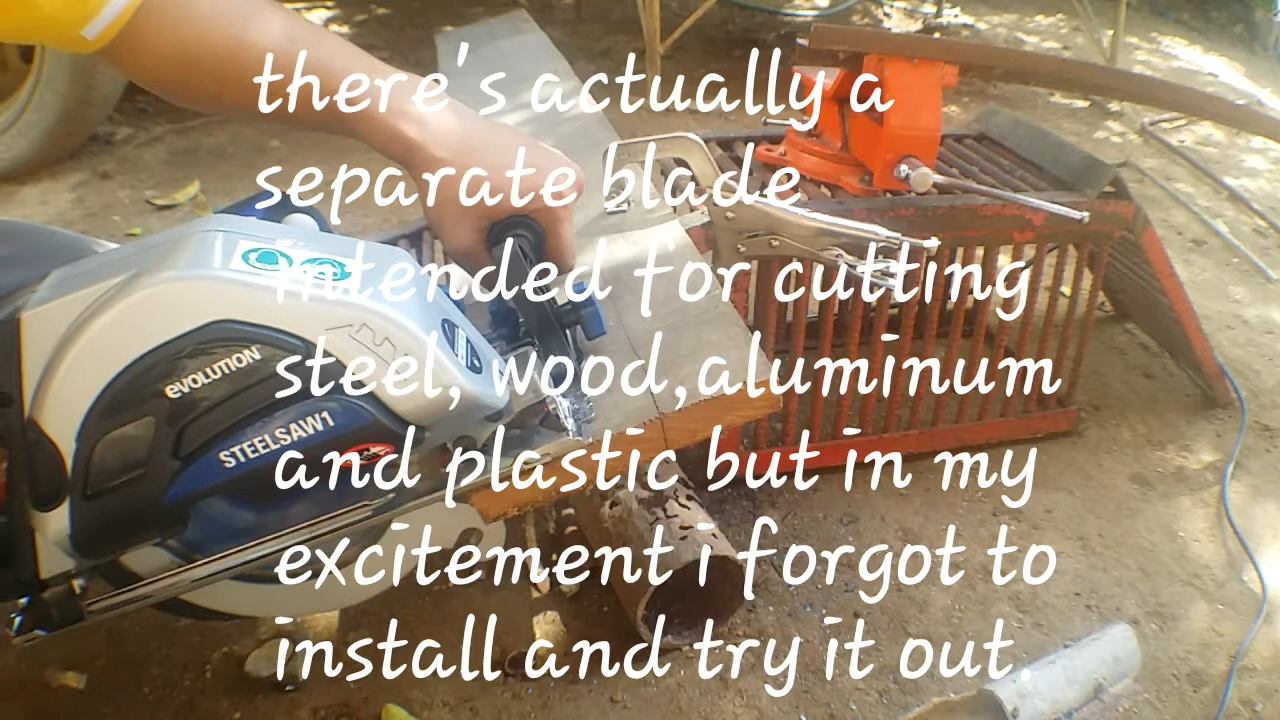 there's actually a
separate blade
intended for cutting
steel, wood,aluminum
and plastic but in my
excitement i forgot to
install and try it out.
eVOLUTION
STEELSAW1